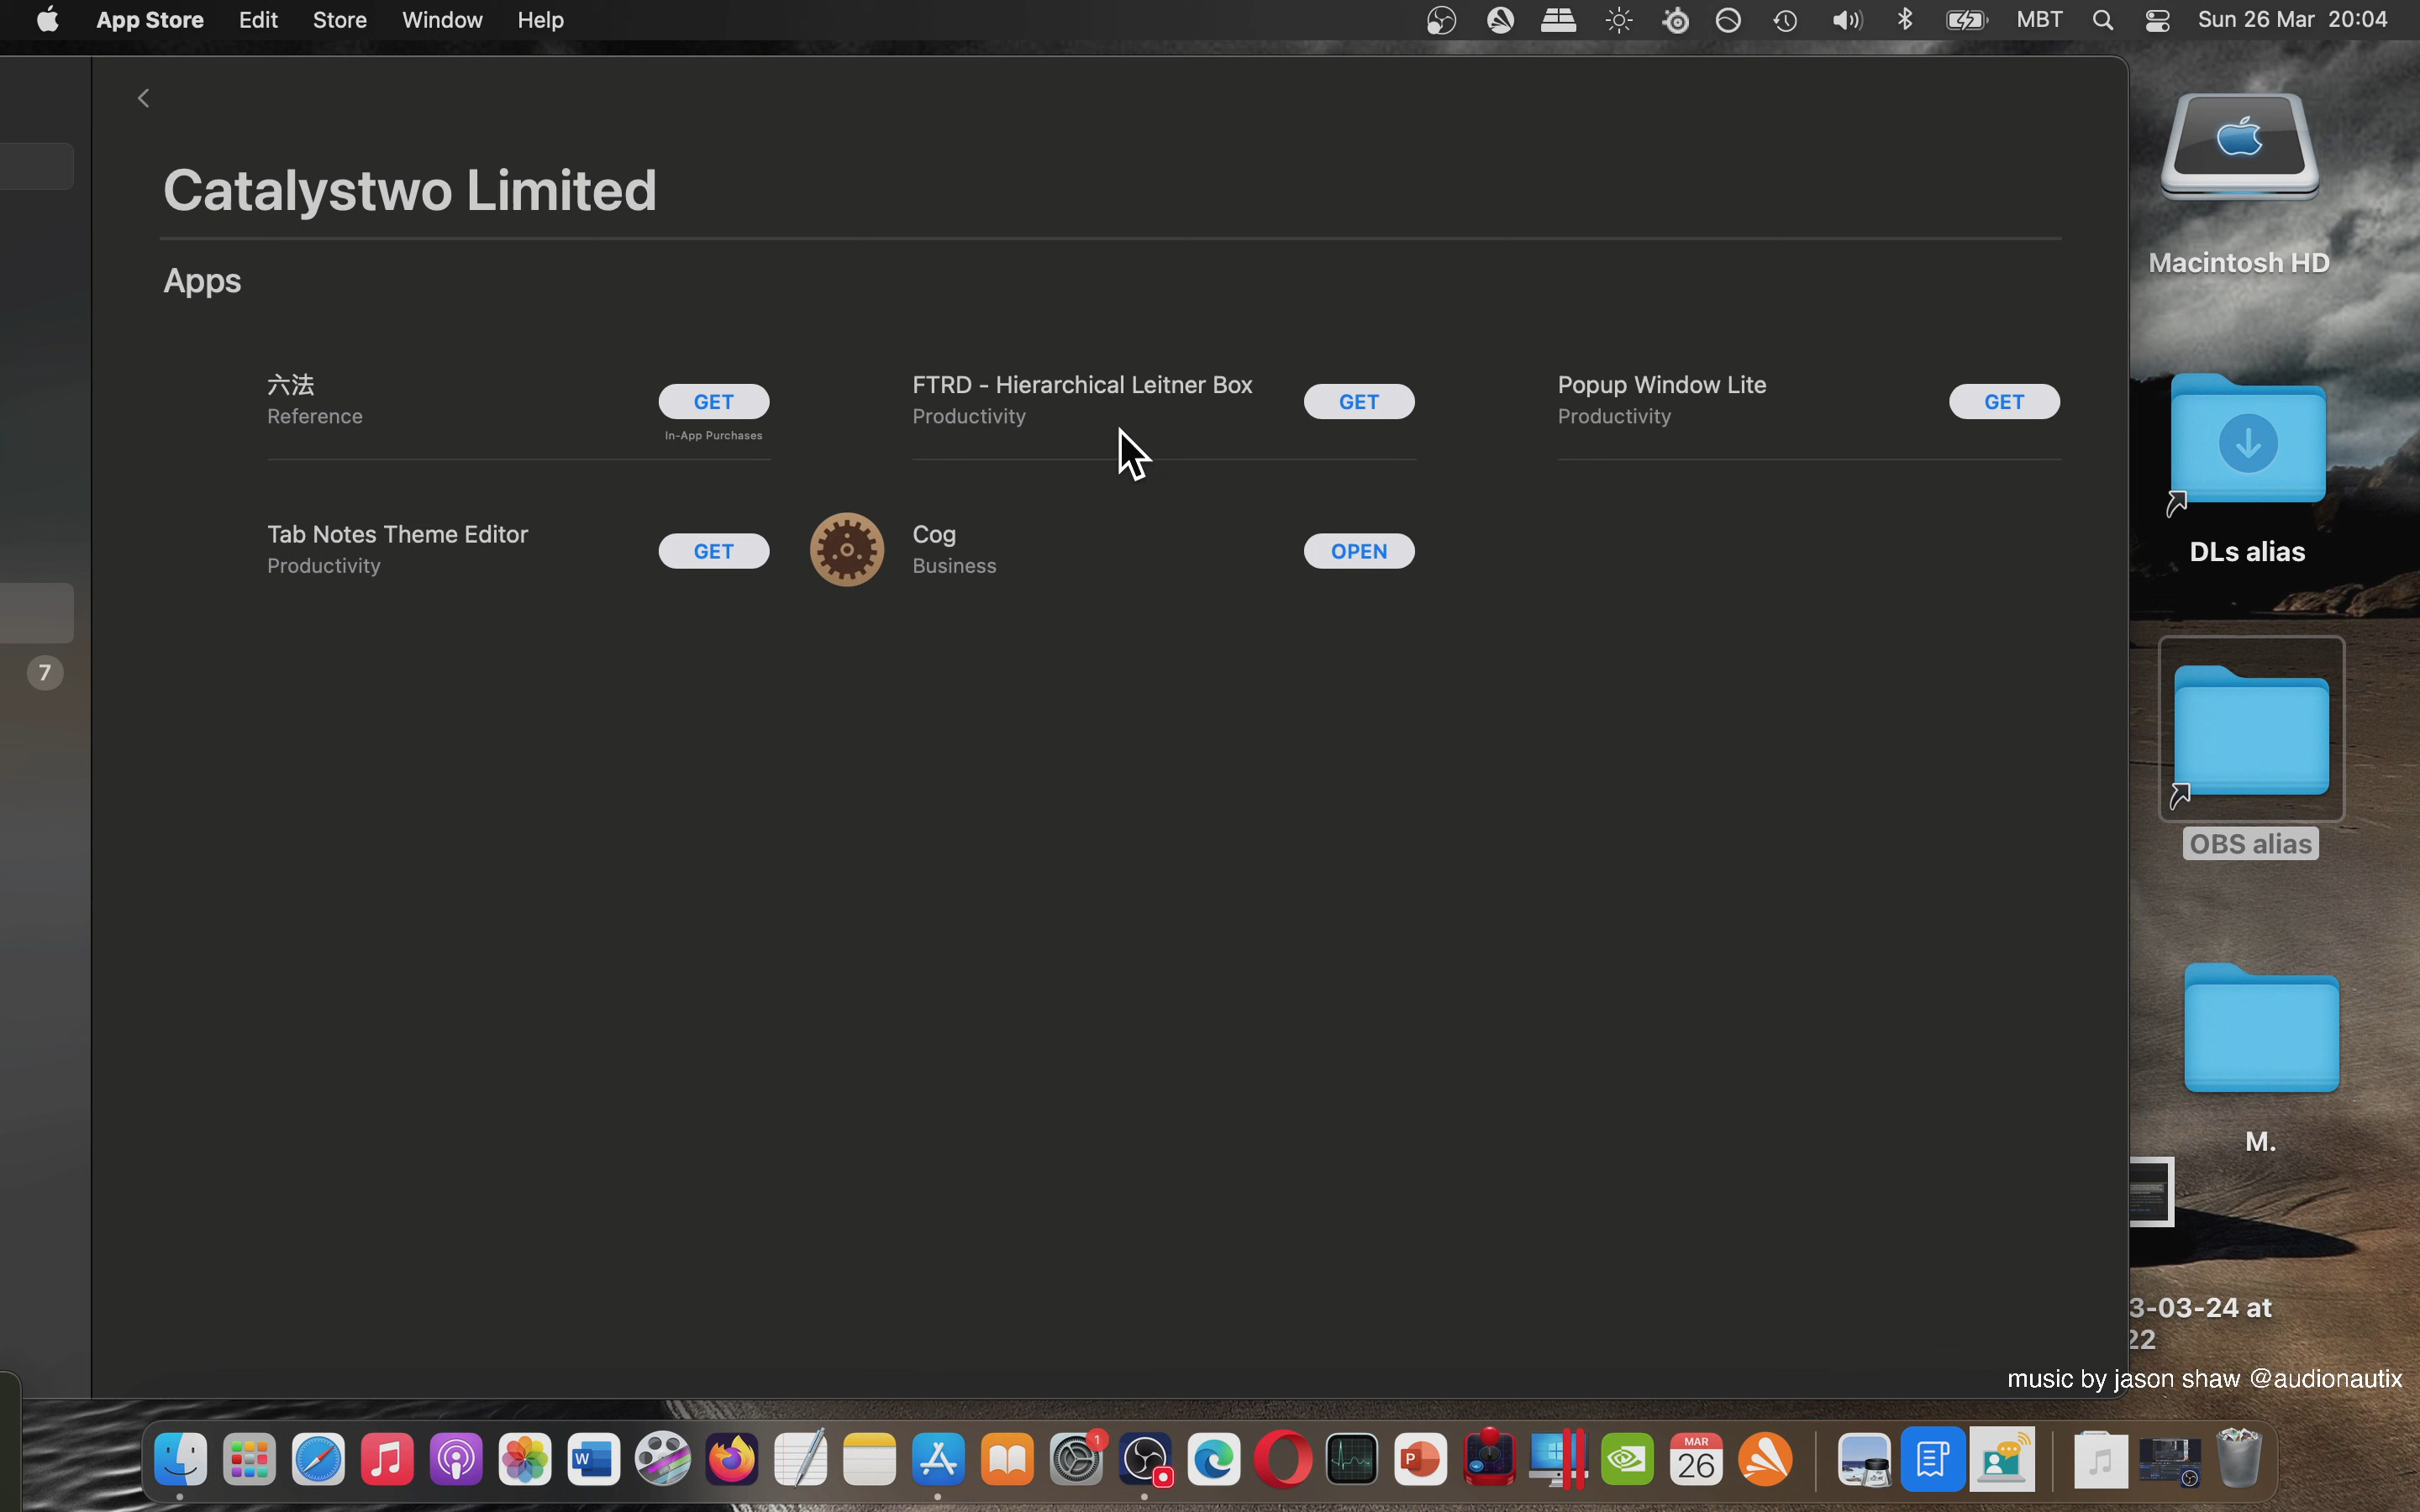 App Store Edit Store Window Help MBT Sun 26 Mar 20:04
Catalystwo Limited
Apps
六法
Reference
GET
In-App Purchases
FTRD - Hierarchical Leitner Box
Productivity
GET
Popup Window Lite
Productivity
GET
Tab Notes Theme Editor
Productivity
GET
Cog
Business
OPEN
7
Macintosh HD
DLs alias
OBS alias
M.
3-03-24 at
22
music by jason shaw @audionautix
W
1
P
MAR
26